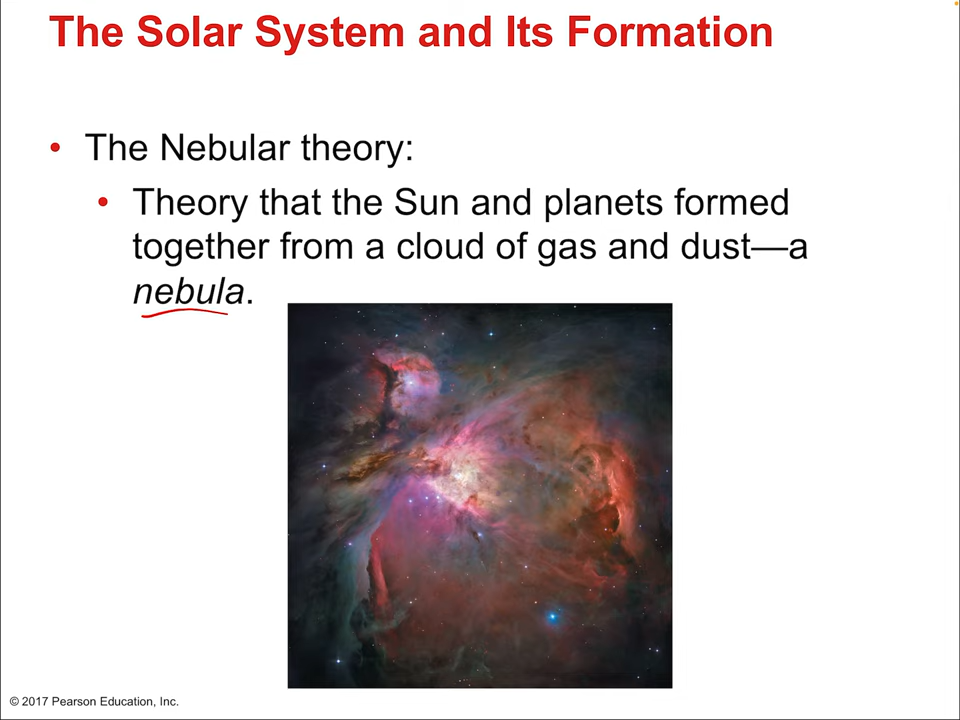 The Solar System and Its Formation
• The Nebular theory:
• Theory that the Sun and planets formed
together from a cloud of gas and dust—a
nebula.
© 2017 Pearson Education, Inc.